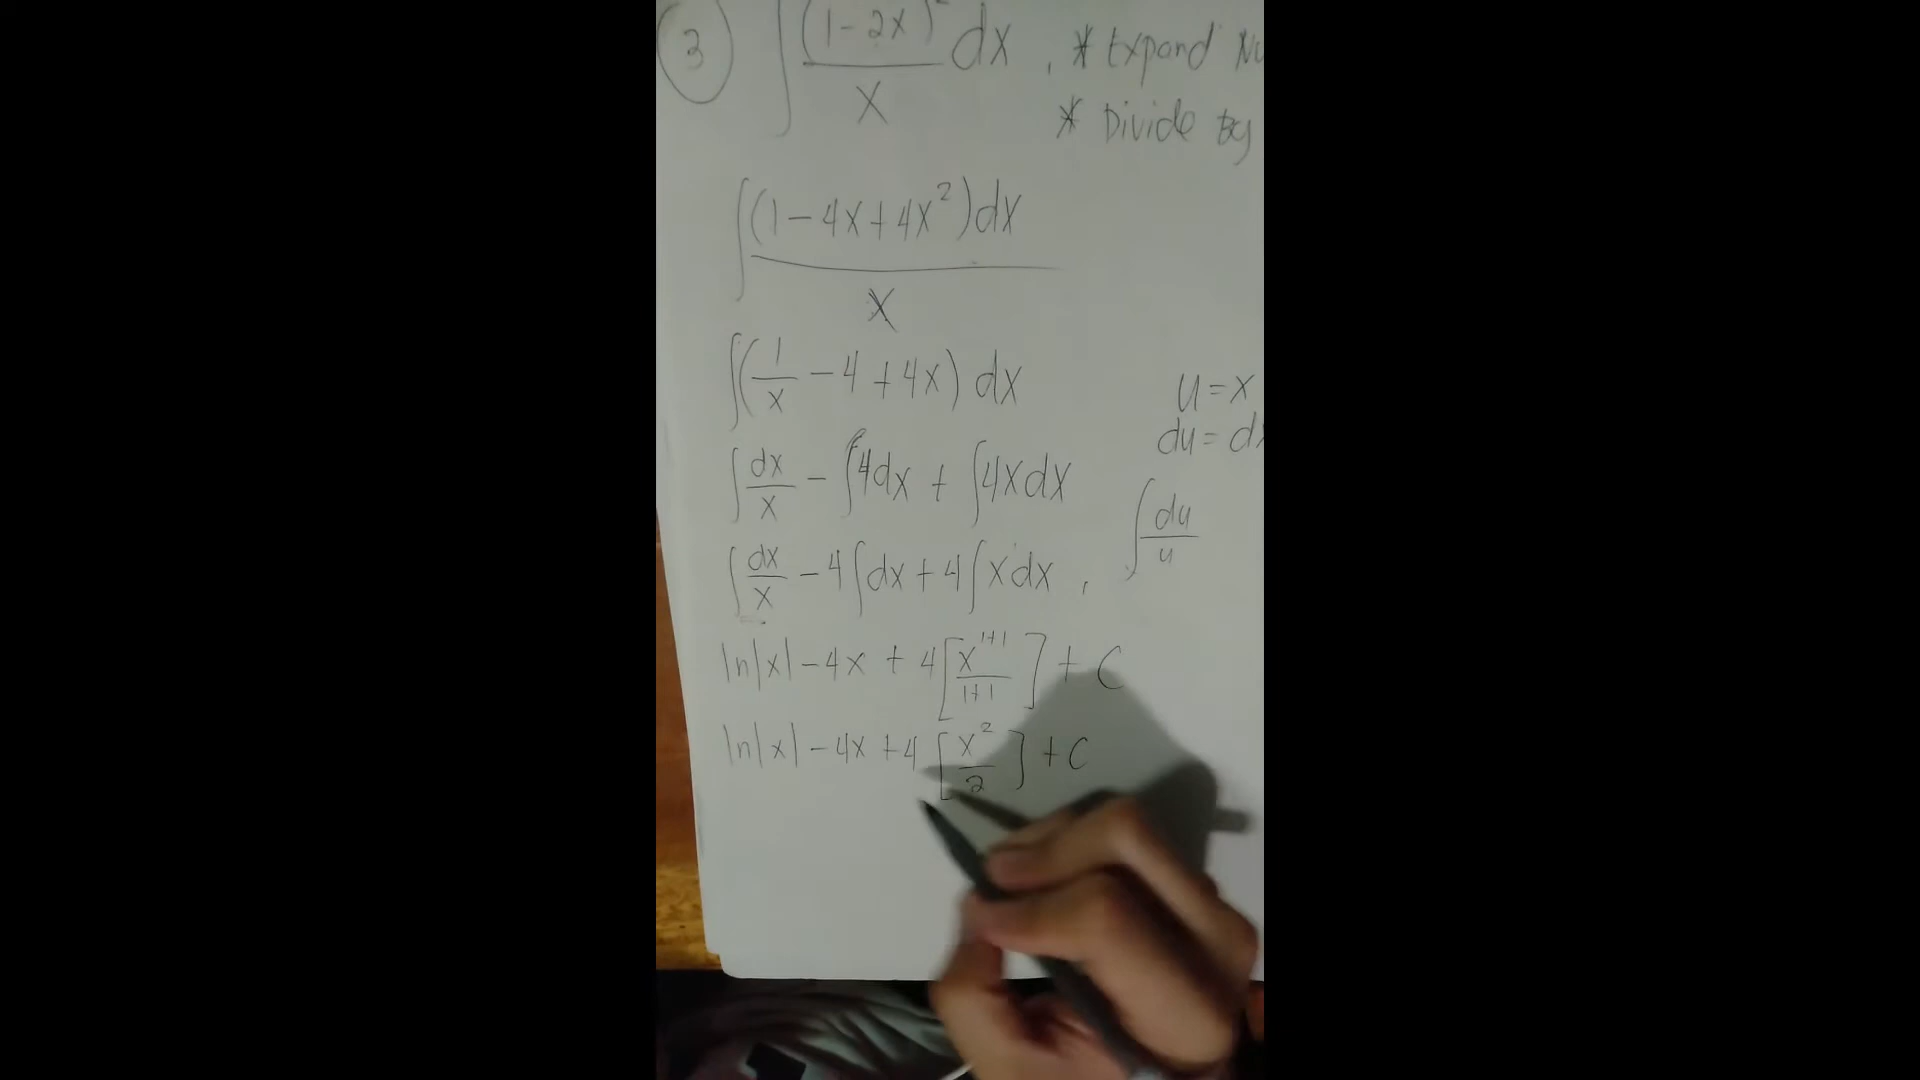 3 ∫ (1-2x)² / x dx , * Expand
* Divide By
∫ (1-4x+4x²)dx / x
∫(1/x - 4 + 4x) dx
u = x
du =
∫ dx/x - ∫4dx + ∫4xdx
∫ du/u
∫ dx/x - 4∫dx + 4∫x'dx ,
ln|x| - 4x + 4[x^(1+1) / 1+1] + C
ln|x| - 4x + 4 [x²/2] + C